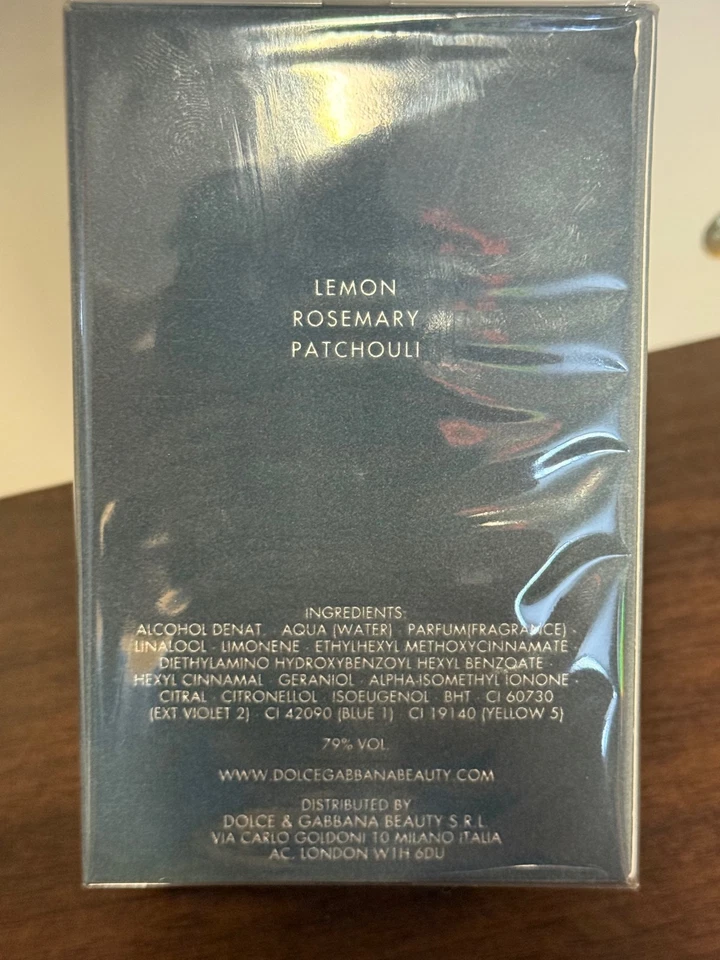 LEMON
ROSEMARY
PATCHOULI
INGREDIENTS:
ALCOHOL DENAT. · AQUA (WATER) · PARFUM(FRAGRANCE) ·
LINALOOL · LIMONENE · ETHYLHEXYL METHOXYCINNAMATE ·
DIETHYLAMINO HYDROXYBENZOYL HEXYL BENZOATE ·
HEXYL CINNAMAL · GERANIOL · ALPHA-ISOMETHYL IONONE ·
CITRAL · CITRONELLOL · ISOEUGENOL · BHT · CI 60730
(EXT VIOLET 2) · CI 42090 (BLUE 1) · CI 19140 (YELLOW 5)
79% VOL.
WWW.DOLCEGABBANABEAUTY.COM
DISTRIBUTED BY
DOLCE & GABBANA BEAUTY S.R.L.
VIA CARLO GOLDONI 10 MILANO ITALIA
AC. LONDON W1H 6DU